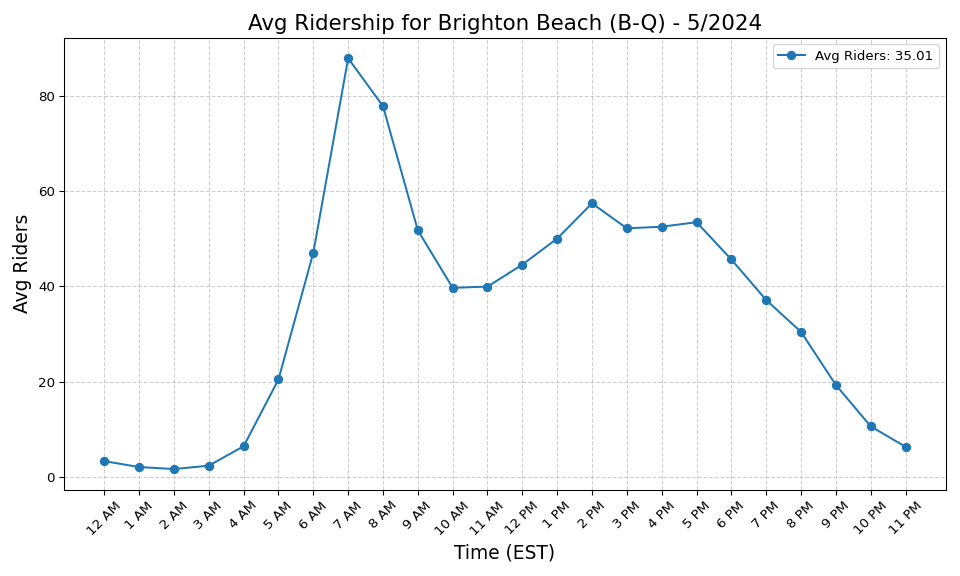 Avg Ridership for Brighton Beach (B-Q) - 5/2024
Avg Riders: 35.01
Avg Riders
80
60
40
20
0
12 AM
1 AM
2 AM
3 AM
4 AM
5 AM
6 AM
7 AM
8 AM
9 AM
10 AM
11 AM
12 PM
1 PM
2 PM
3 PM
4 PM
5 PM
6 PM
7 PM
8 PM
9 PM
10 PM
11 PM
Time (EST)